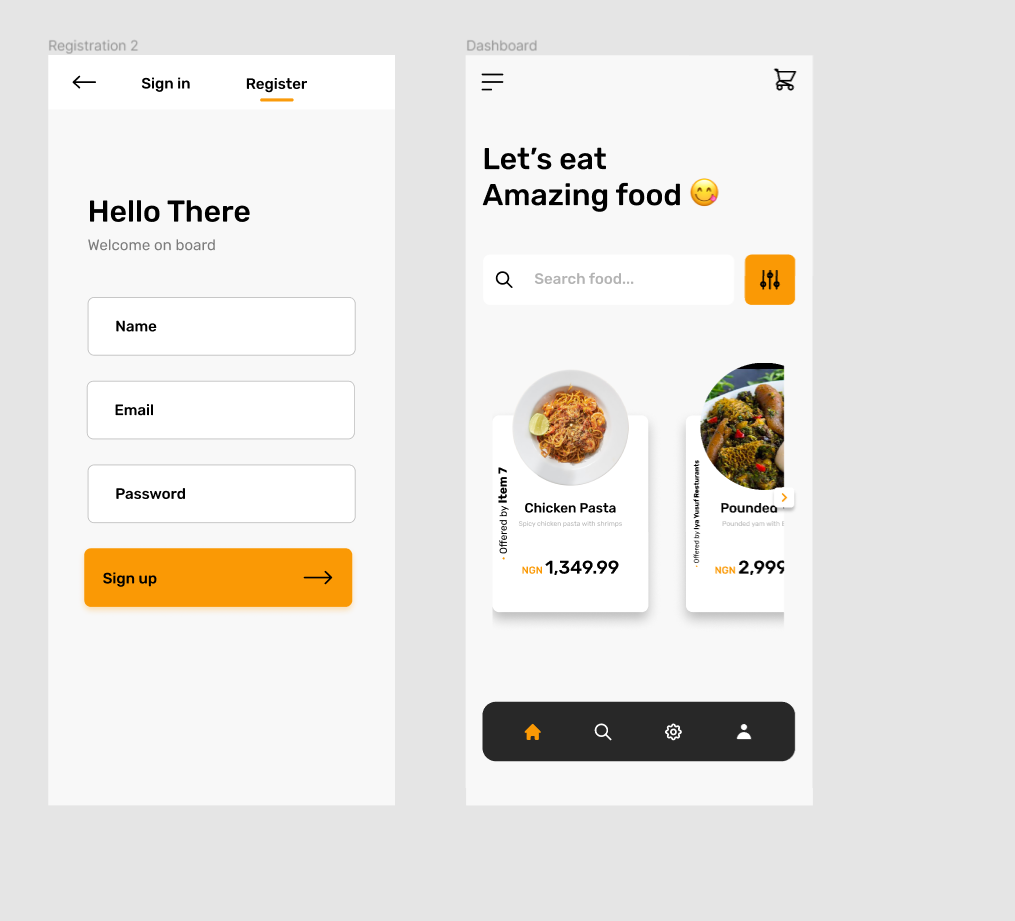 Registration 2
Sign in
Register
Hello There
Welcome on board
Name
Email
Password
Sign up
Dashboard
Let’s eat
Amazing food 😋
Search food...
• Offered by Item 7
Chicken Pasta
Spicy chicken pasta with shrimps
NGN 1,349.99
• Offered by Iya Yusuf Resturants
Pounded
Pounded yam with
NGN 2,999